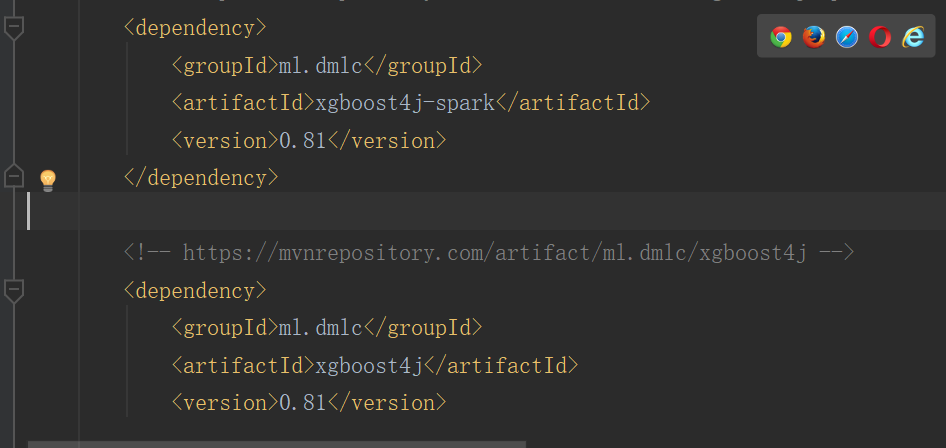 <dependency>
<groupId>ml.dmlc</groupId>
<artifactId>xgboost4j-spark</artifactId>
<version>0.81</version>
</dependency>
<!-- https://mvnrepository.com/artifact/ml.dmlc/xgboost4j -->
<dependency>
<groupId>ml.dmlc</groupId>
<artifactId>xgboost4j</artifactId>
<version>0.81</version>